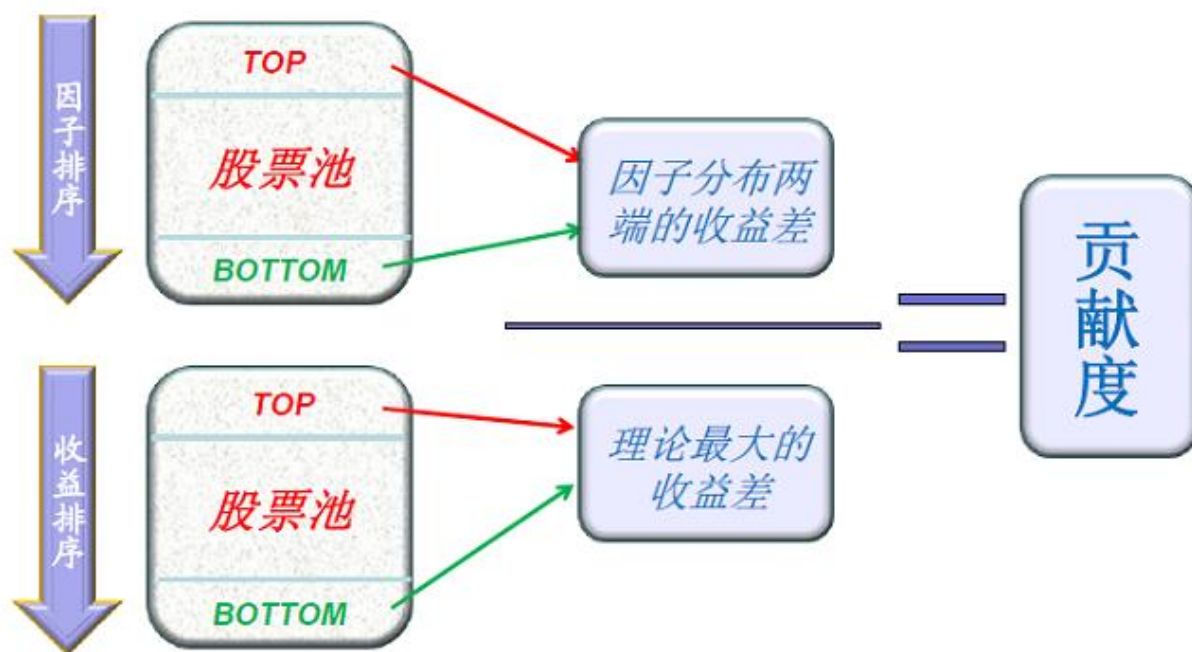 因子排序
TOP
股票池
BOTTOM
因子分布两
端的收益差
贡献度
收益排序
TOP
股票池
BOTTOM
理论最大的
收益差